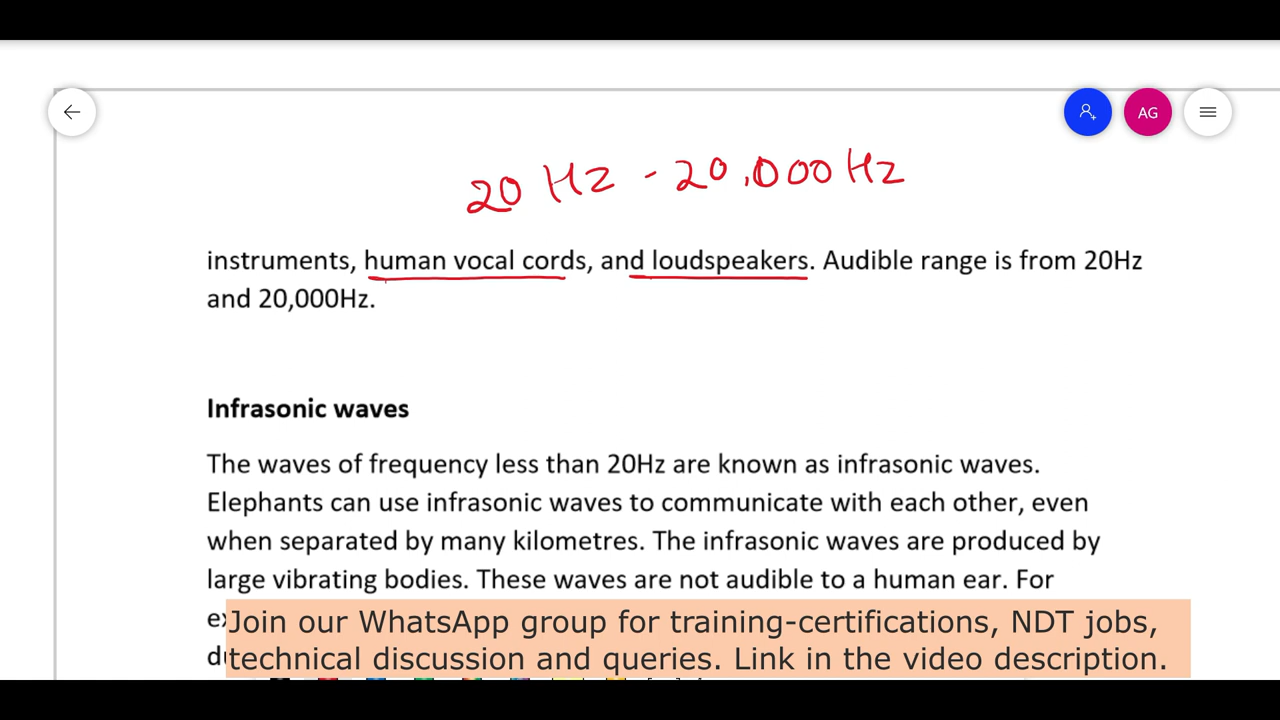 AG
20 Hz - 20,000 Hz
instruments, human vocal cords, and loudspeakers. Audible range is from 20Hz
and 20,000Hz.
Infrasonic waves
The waves of frequency less than 20Hz are known as infrasonic waves.
Elephants can use infrasonic waves to communicate with each other, even
when separated by many kilometres. The infrasonic waves are produced by
large vibrating bodies. These waves are not audible to a human ear. For
Join our WhatsApp group for training-certifications, NDT jobs,
technical discussion and queries. Link in the video description.